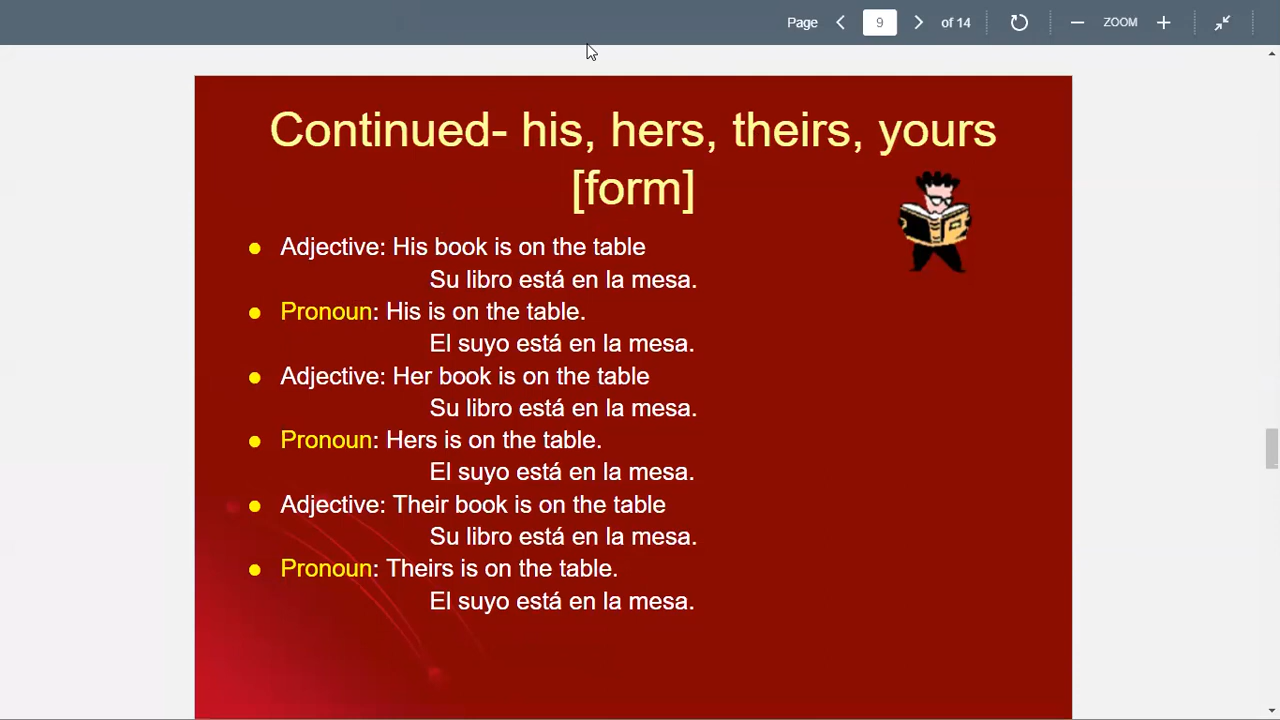 Page 9 of 14 ZOOM
Continued- his, hers, theirs, yours
[form]
Adjective: His book is on the table
Su libro está en la mesa.
Pronoun: His is on the table.
El suyo está en la mesa.
Adjective: Her book is on the table
Su libro está en la mesa.
Pronoun: Hers is on the table.
El suyo está en la mesa.
Adjective: Their book is on the table
Su libro está en la mesa.
Pronoun: Theirs is on the table.
El suyo está en la mesa.